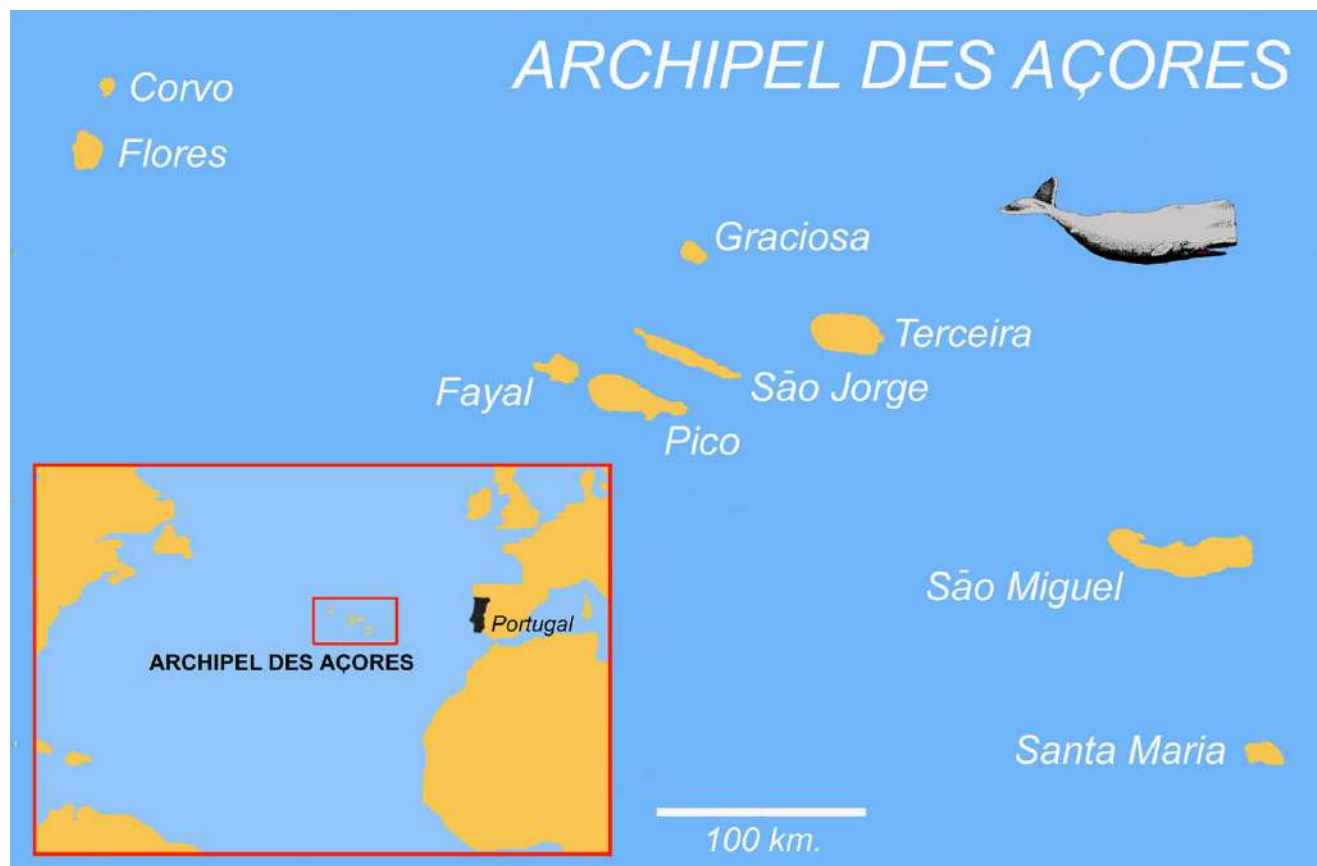 ARCHIPEL DES AÇORES
Corvo
Flores
Graciosa
Terceira
São Jorge
Fayal
Pico
São Miguel
Portugal
ARCHIPEL DES AÇORES
Santa Maria
100 km.